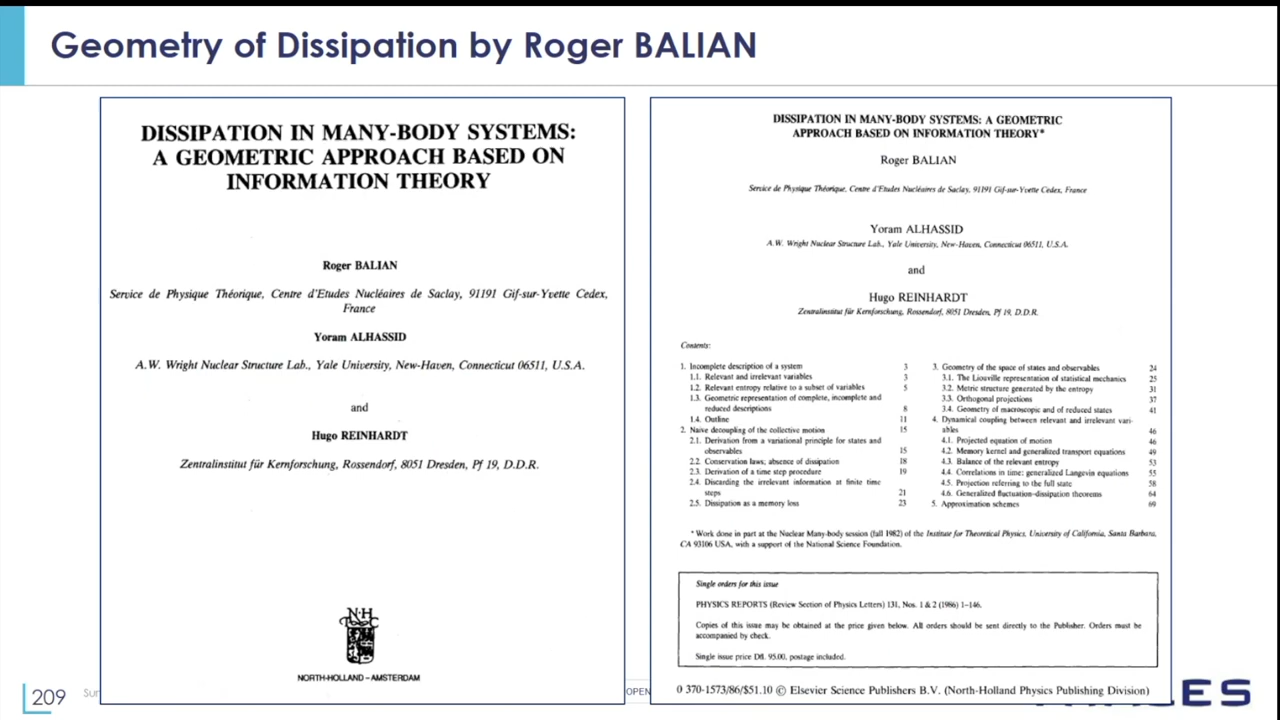 Geometry of Dissipation by Roger BALIAN
DISSIPATION IN MANY-BODY SYSTEMS:
A GEOMETRIC APPROACH BASED ON
INFORMATION THEORY
Roger BALIAN
Service de Physique Théorique, Centre d'Etudes Nucléaires de Saclay, 91191 Gif-sur-Yvette Cedex,
France
Yoram ALHASSID
A.W. Wright Nuclear Structure Lab., Yale University, New-Haven, Connecticut 06511, U.S.A.
and
Hugo REINHARDT
Zentralinstitut für Kernforschung, Rossendorf, 8051 Dresden, Pf 19, D.D.R.
N·H
NORTH-HOLLAND – AMSTERDAM
DISSIPATION IN MANY-BODY SYSTEMS: A GEOMETRIC
APPROACH BASED ON INFORMATION THEORY*
Roger BALIAN
Service de Physique Théorique, Centre d'Etudes Nucléaires de Saclay, 91191 Gif-sur-Yvette Cedex, France
Yoram ALHASSID
A.W. Wright Nuclear Structure Lab., Yale University, New-Haven, Connecticut 06511, U.S.A.
and
Hugo REINHARDT
Zentralinstitut für Kernforschung, Rossendorf, 8051 Dresden, Pf 19, D.D.R.
Contents:
1. Incomplete description of a system 3
1.1. Relevant and irrelevant variables 3
1.2. Relevant entropy relative to a subset of variables 5
1.3. Geometric representation of complete, incomplete and
reduced descriptions 8
1.4. Outline 11
2. Naive decoupling of the collective motion 15
2.1. Derivation from a variational principle for states and
observables 15
2.2. Conservation laws; absence of dissipation 18
2.3. Derivation of a time step procedure 19
2.4. Discarding the irrelevant information at finite time
steps 21
2.5. Dissipation as a memory loss 23
3. Geometry of the space of states and observables 24
3.1. The Liouville representation of statistical mechanics 25
3.2. Metric structure generated by the entropy 31
3.3. Orthogonal projections 37
3.4. Geometry of macroscopic and of reduced states 41
4. Dynamical coupling between relevant and irrelevant vari-
ables 46
4.1. Projected equation of motion 46
4.2. Memory kernel and generalized transport equations 49
4.3. Balance of the relevant entropy 53
4.4. Correlations in time: generalized Langevin equations 55
4.5. Projection referring to the full state 58
4.6. Generalized fluctuation–dissipation theorems 64
5. Approximation schemes 69
* Work done in part at the Nuclear Many-body session (fall 1982) of the Institute for Theoretical Physics, University of California, Santa Barbara,
CA 93106 USA, with a support of the National Science Foundation.
Single orders for this issue
PHYSICS REPORTS (Review Section of Physics Letters) 131, Nos. 1 & 2 (1986) 1–146.
Copies of this issue may be obtained at the price given below. All orders should be sent directly to the Publisher. Orders must be
accompanied by check.
Single issue price Dfl. 95.00, postage included.
0 370-1573/86/$51.10 © Elsevier Science Publishers B.V. (North-Holland Physics Publishing Division)
209
OPEN